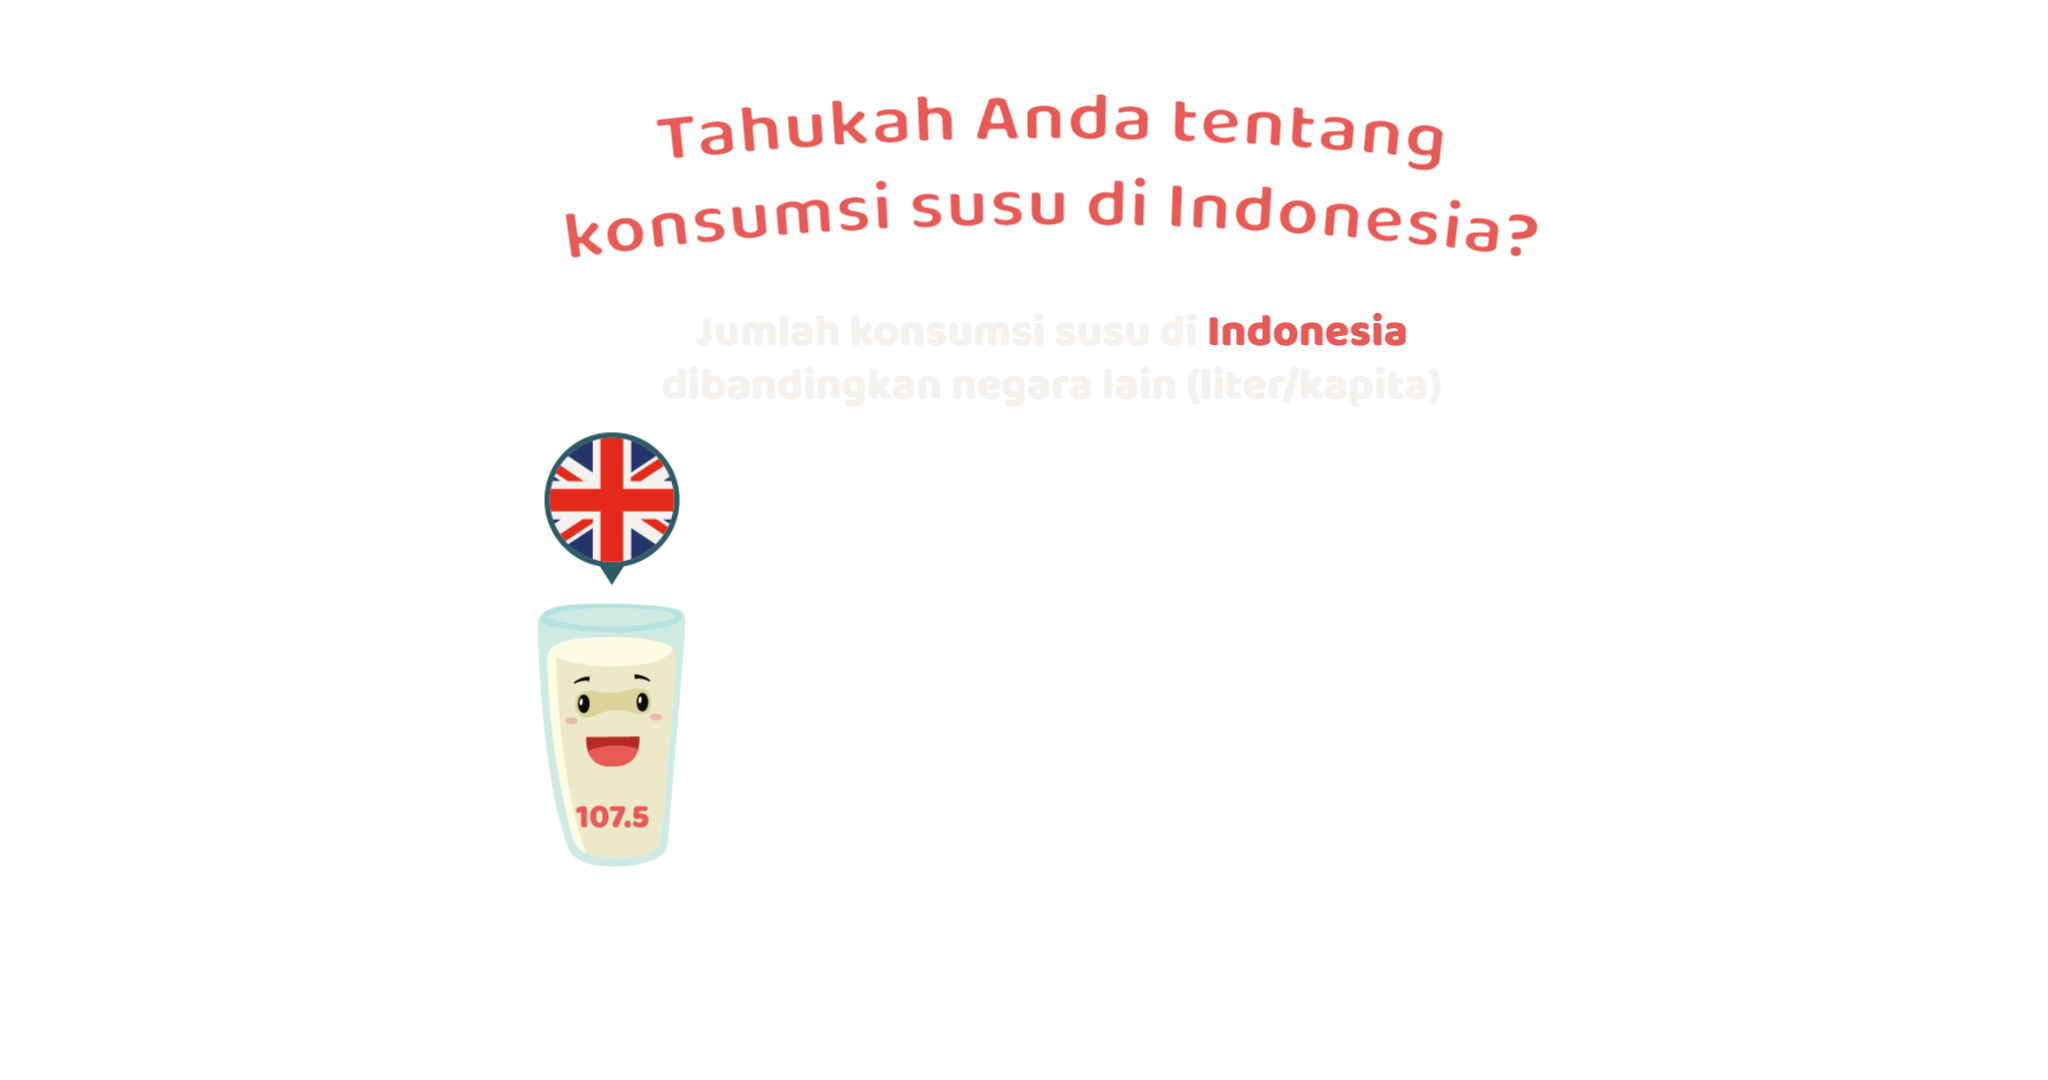 Tahukah Anda tentang
konsumsi susu di Indonesia?
Jumlah konsumsi susu di Indonesia
dibandingkan negara lain (liter/kapita)
107.5